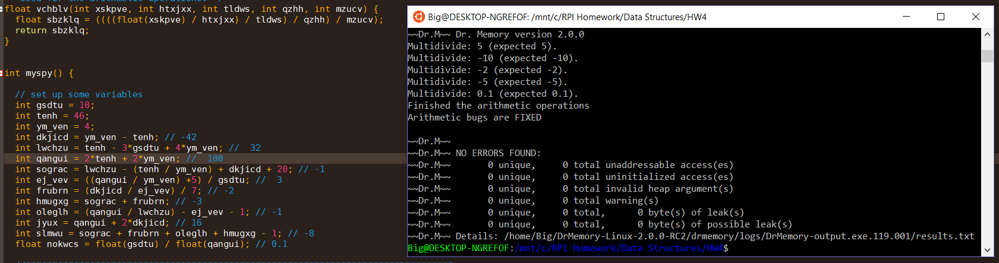 used for the arithmetic operations.
float vchblv(int xskpve, int htxjxx, int tldws, int qzhh, int mzucv) {
float sbzklq = ((((float(xskpve) / htxjxx) / tldws) / qzhh) / mzucv);
return sbzklq;
}
int myspy() {
// set up some variables
int gsdtu = 10;
int tenh = 46;
int ym_ven = 4;
int dkjicd = ym_ven - tenh; // -42
int lwchzu = tenh - 3*gsdtu + 4*ym_ven; //  32
int qangui = 2*tenh + 2*ym_ven; //  100
int sograc = lwchzu - (tenh / ym_ven) + dkjicd + 20; // -1
int ej_vev = ((qangui / ym_ven) +5) / gsdtu; //  3
int frubrn = (dkjicd / ej_vev) / 7; // -2
int hmugxg = sograc + frubrn; // -3
int oleglh = (qangui / lwchzu) - ej_vev - 1; // -1
int jyux = qangui + 2*dkjicd; // 16
int slmwu = sograc + frubrn + oleglh + hmugxg - 1; // -8
float nokwcs = float(gsdtu) / float(qangui); // 0.1
Big@DESKTOP-NGREFOF: /mnt/c/RPI Homework/Data Structures/HW4
~~Dr.M~~ Dr. Memory version 2.0.0
Multidivide: 5 (expected 5).
Multidivide: -10 (expected -10).
Multidivide: -2 (expected -2).
Multidivide: -5 (expected -5).
Multidivide: 0.1 (expected 0.1).
Finished the arithmetic operations
Arithmetic bugs are FIXED
~~Dr.M~~
~~Dr.M~~ NO ERRORS FOUND:
~~Dr.M~~       0 unique,     0 total unaddressable access(es)
~~Dr.M~~       0 unique,     0 total uninitialized access(es)
~~Dr.M~~       0 unique,     0 total invalid heap argument(s)
~~Dr.M~~       0 unique,     0 total warning(s)
~~Dr.M~~       0 unique,     0 total,      0 byte(s) of leak(s)
~~Dr.M~~       0 unique,     0 total,      0 byte(s) of possible leak(s)
~~Dr.M~~ Details: /home/Big/DrMemory-Linux-2.0.0-RC2/drmemory/logs/DrMemory-output.exe.119.001/results.txt
Big@DESKTOP-NGREFOF:/mnt/c/RPI Homework/Data Structures/HW4$